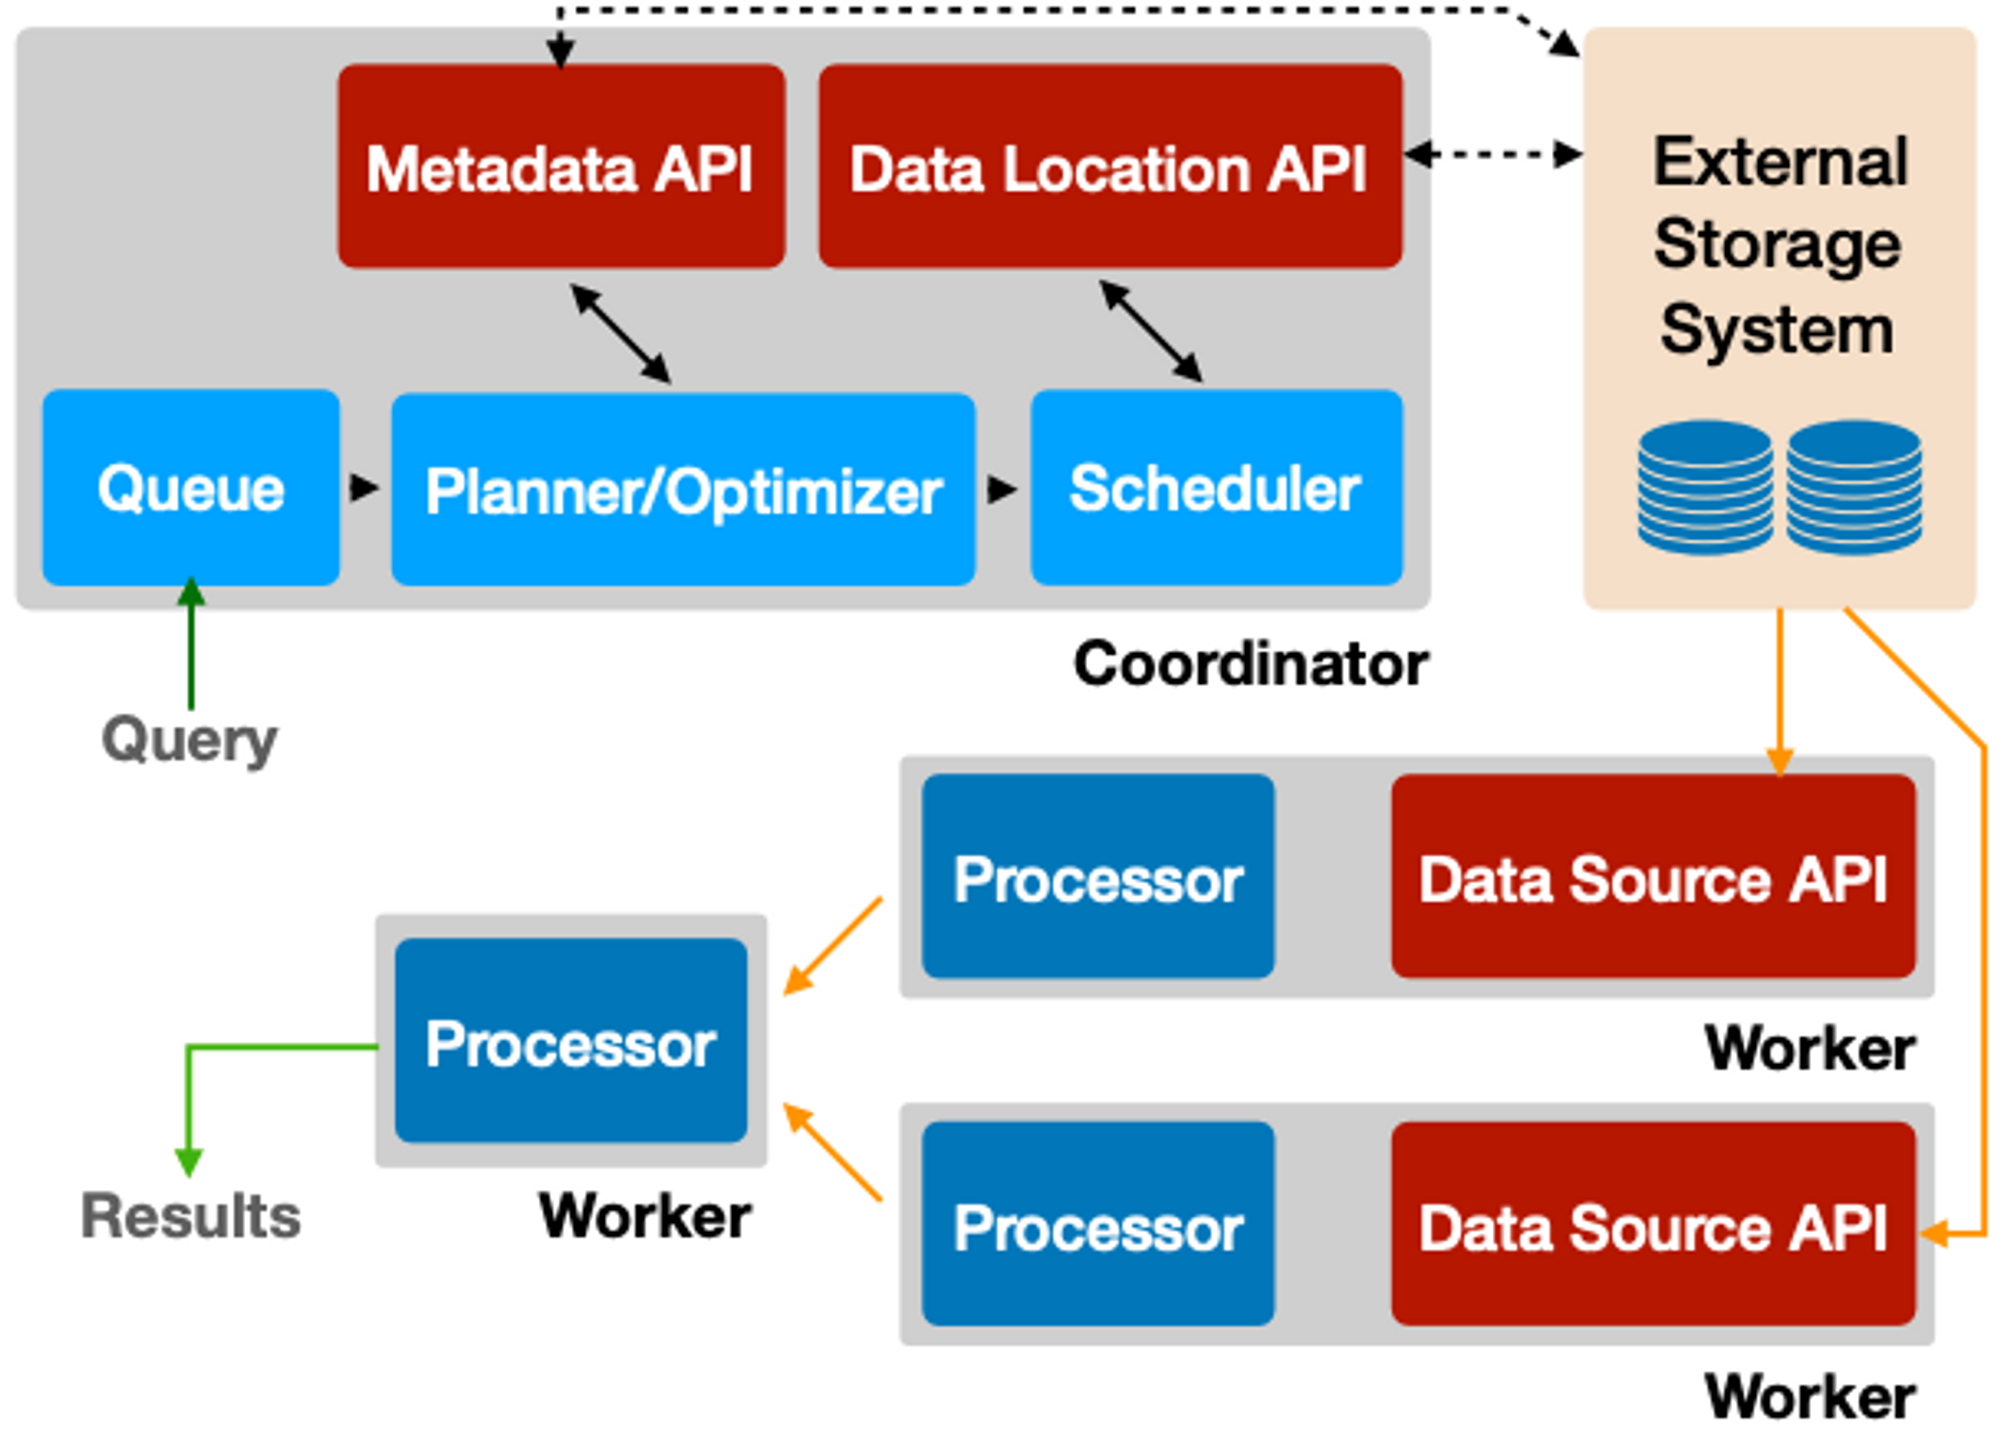 Metadata API
Data Location API
External
Storage
System
Queue
Planner/Optimizer
Scheduler
Coordinator
Query
Processor
Data Source API
Worker
Processor
Worker
Results
Processor
Data Source API
Worker